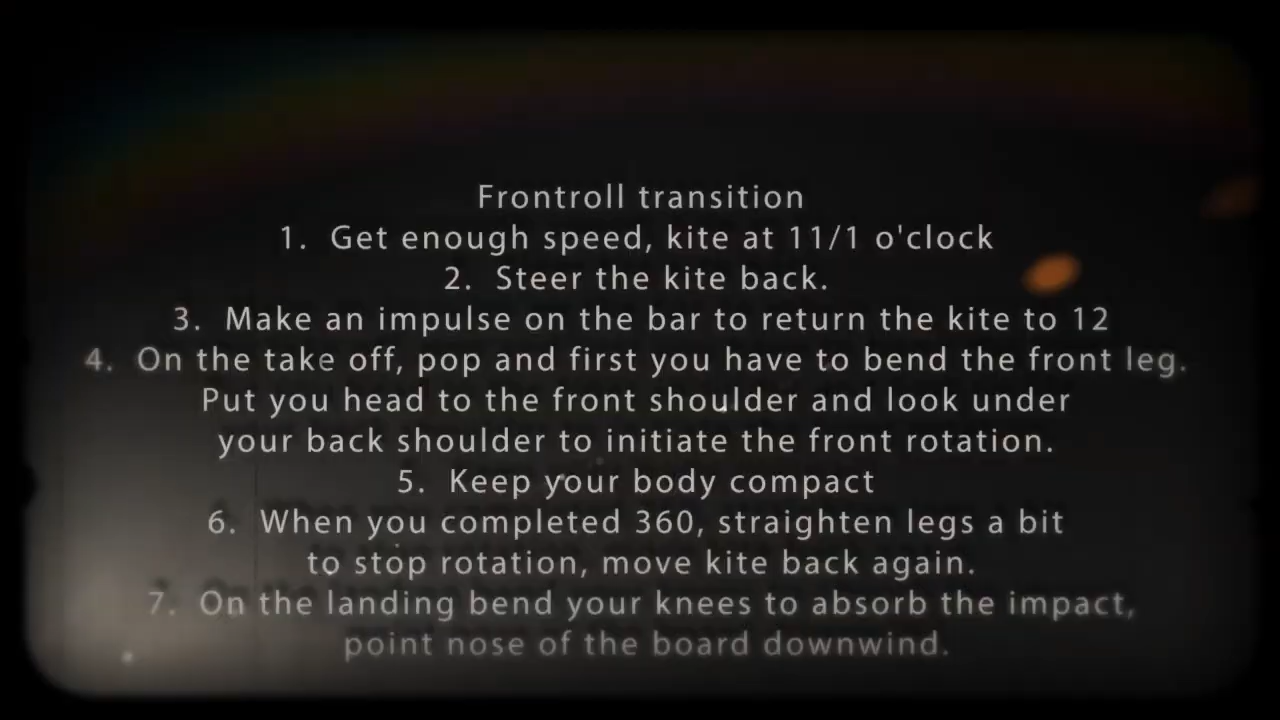 Frontroll transition
1. Get enough speed, kite at 11/1 o'clock
2. Steer the kite back.
3. Make an impulse on the bar to return the kite to 12
4. On the take off, pop and first you have to bend the front leg.
Put you head to the front shoulder and look under
your back shoulder to initiate the front rotation.
5. Keep your body compact
6. When you completed 360, straighten legs a bit
to stop rotation, move kite back again.
7. On the landing bend your knees to absorb the impact,
point nose of the board downwind.